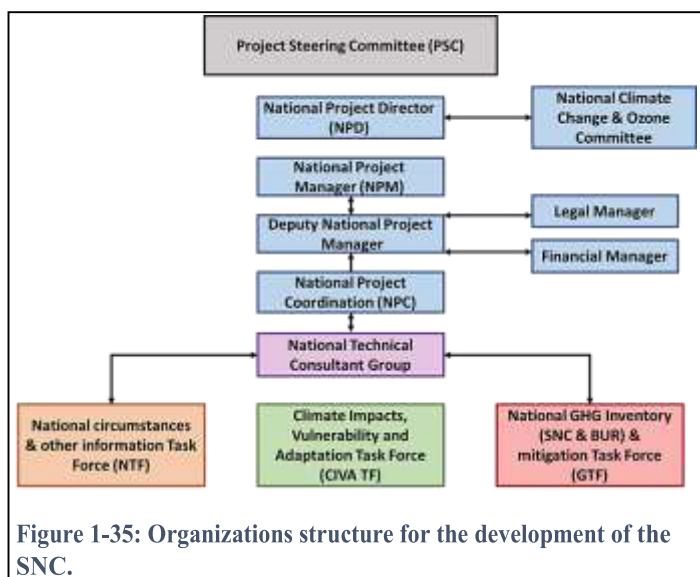 Project Steering Committee (PSC)
National Project Director
(NPD)
National Climate
Change & Ozone
Committee
National Project
Manager (NPM)
Deputy National Project
Manager
Legal Manager
Financial Manager
National Project
Coordination (NPC)
National Technical
Consultant Group
National circumstances
& other information Task
Force (NTF)
Climate Impacts,
Vulnerability and
Adaptation Task Force
(CIVA TF)
National GHG Inventory
(SNC & BUR) &
mitigation Task Force
(GTF)
Figure 1-35: Organizations structure for the development of the
SNC.